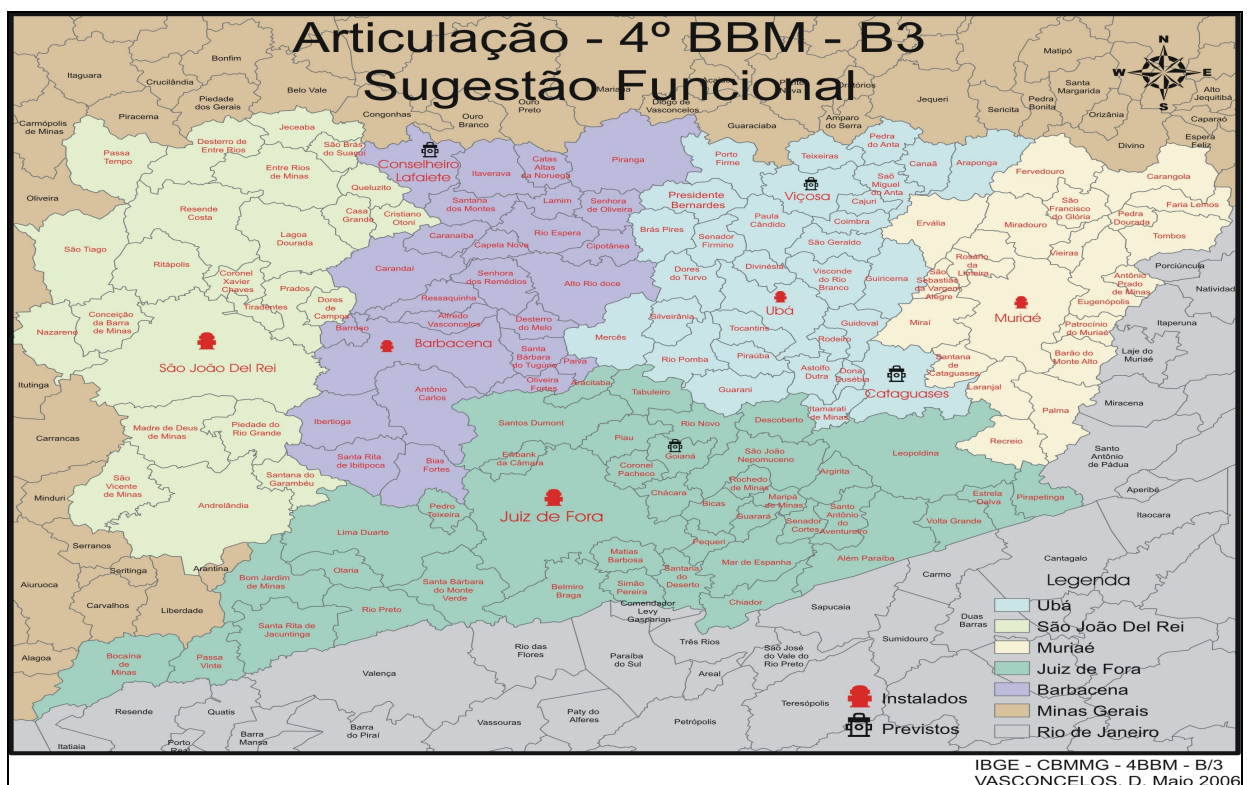 Articulação - 4º BBM - B3
Sugestão Funcional
N
W
E
S
Itaguara
Crucilândia
Bonfim
Piedade
dos Gerais
Belo Vale
Carmópolis
de Minas
Piracema
Congonhas
Ouro
Branco
Ouro
Preto
Mariana
Diogo de
Vasconcelos
Guaraciaba
Amparo
do Serra
Jequeri
Sericita
Matipó
Pedra
Bonita
Santa
Margarida
Orizânia
Alto
Jequitibá
Caparaó
Espera
Feliz
Divino
Oliveira
Passa
Tempo
Desterro de
Entre Rios
Jeceaba
São Brás
do Suaçuí
Entre Rios
de Minas
Queluzito
Casa
Grande
Cristiano
Otoni
Resende
Costa
Lagoa
Dourada
São Tiago
Ritápolis
Coronel
Xavier
Chaves
Prados
Tiradentes
Dores
de
Campos
Nazareno
Conceição
da Barra
de Minas
São João Del Rei
Madre de Deus
de Minas
Piedade do
Rio Grande
São
Vicente
de Minas
Santana do
Garambéu
Andrelândia
Conselheiro
Lafaiete
Itaverava
Catas
Altas
da Noruega
Piranga
Santana
dos Montes
Lamim
Senhora
de Oliveira
Caranaíba
Capela Nova
Rio Espera
Cipotânea
Carandaí
Senhora
dos Remédios
Alto Rio doce
Ressaquinha
Alfredo
Vasconcelos
Desterro
do Melo
Barroso
Barbacena
Santa
Bárbara
do Tugúrio
Paiva
Oliveira
Fortes
Antônio
Carlos
Ibertioga
Santa Rita
de Ibitipoca
Bias
Fortes
Porto
Firme
Teixeiras
Pedra
do Anta
Canaã
Araponga
Presidente
Bernardes
Viçosa
Saõ
Miguel
do Anta
Cajuri
Brás Pires
Senador
Firmino
Paula
Cândido
Coimbra
São Geraldo
Dores
do Turvo
Divinésia
Visconde
do Rio
Branco
Guiricema
Silveirânia
Ubá
Mercês
Tocantins
Guidoval
Rodeiro
Rio Pomba
Piraúba
Astolfo
Dutra
Dona
Eusébia
Cataguases
Guarani
Itamarati
de Minas
Fervedouro
Carangola
São
Francisco
do Glória
Faria Lemos
Ervália
Miradouro
Pedra
Dourada
Tombos
Vieiras
Rosário
da
Limeira
São
Sebastião
da Vargem
Alegre
Antônio
Prado
de Minas
Eugenópolis
Muriaé
Miraí
Patrocínio
do Muriaé
Santana
de
Cataguases
Barão do
Monte Alto
Laranjal
Palma
Recreio
Porciúncula
Natividade
Itaperuna
Laje do
Muriaé
Miracena
Santo
Antônio
de Pádua
Aperibé
Itaocara
Cantagalo
Aracitaba
Tabuleiro
Santos Dumont
Rio Novo
Descoberto
Piau
Goianá
Ewbank
da Câmara
Coronel
Pacheco
São João
Nepomuceno
Leopoldina
Argirita
Chácara
Rochedo
de Minas
Bicas
Maripá
de Minas
Guarará
Senador
Cortes
Santo
Antônio
do
Aventureiro
Estrela
Dalva
Pirapetinga
Volta Grande
Juiz de Fora
Pedro
Teixeira
Lima Duarte
Pequeri
Matias
Barbosa
Mar de Espanha
Além Paraíba
Santana
do
Deserto
Simão
Pereira
Chiador
Belmiro
Braga
Olaria
Santa Bárbara
do Monte
Verde
Rio Preto
Bom Jardim
de Minas
Santa Rita de
Jacuntinga
Bocaina
de
Minas
Passa
Vinte
Itutinga
Carrancas
Minduri
Serranos
Seritinga
Arantina
Aiuruoca
Carvalhos
Liberdade
Alagoa
Resende
Quatis
Itatiaia
Porto
Real
Barra
Mansa
Barra
do Piraí
Valença
Rio das
Flores
Vassouras
Paty do
Alferes
Paraíba
do Sul
Comendador
Levy
Gasparian
Três Rios
Areal
Petrópolis
São José
do Vale do
Rio Preto
Teresópolis
Sapucaia
Sumidouro
Carmo
Duas
Barras
Legenda
Ubá
São João Del Rei
Muriaé
Juiz de Fora
Barbacena
Minas Gerais
Rio de Janeiro
Instalados
Previstos
IBGE - CBMMG - 4BBM - B/3
VASCONCELOS, D. Maio 2006